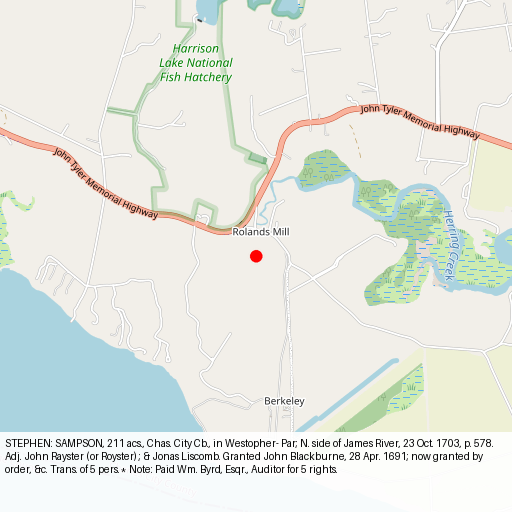 Harrison
Lake National
Fish Hatchery
John Tyler Memorial Highway
John Tyler Memorial Highway
Rolands Mill
Herring Creek
Berkeley
STEPHEN: SAMPSON, 211 acs., Chas. City Cb., in Westopher- Par; N. side of James River, 23 Oct. 1703, p. 578.
Adj. John Rayster (or Royster); & Jonas Liscomb. Granted John Blackburne, 28 Apr. 1691; now granted by
order, &c. Trans. of 5 pers. * Note: Paid Wm. Byrd, Esqr., Auditor for 5 rights.